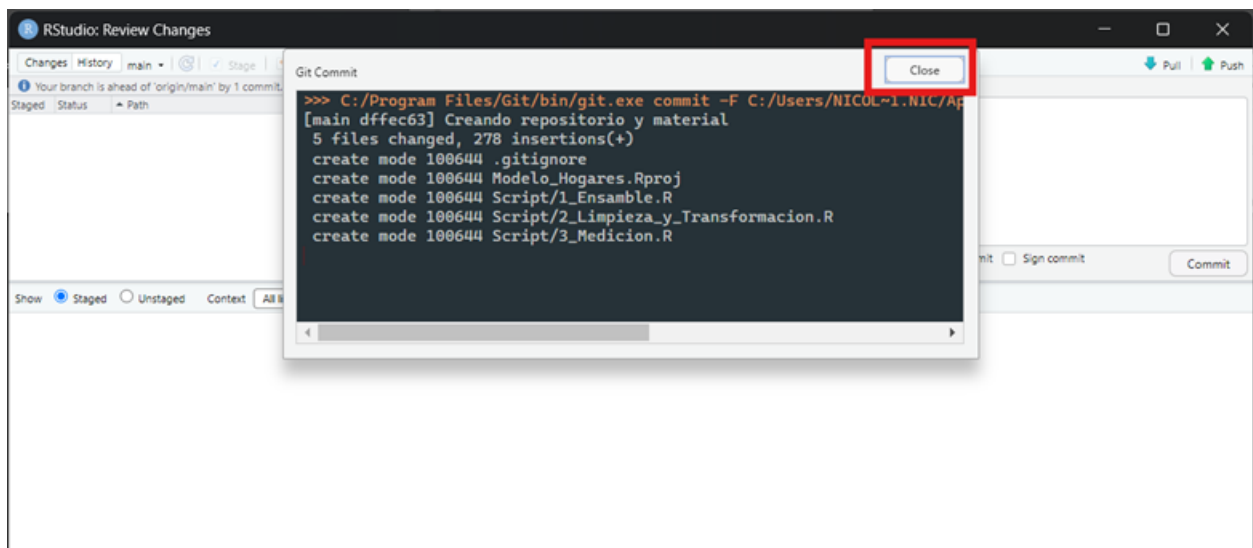 R RStudio: Review Changes
Changes History main Stage
Pull Push
Your branch is ahead of 'origin/main' by 1 commit.
Staged Status Path
Git Commit
Close
>>> C:/Program Files/Git/bin/git.exe commit -F C:/Users/NICOL~1.NIC/Ap
[main dffec63] Creando repositorio y material
5 files changed, 278 insertions(+)
create mode 100644 .gitignore
create mode 100644 Modelo_Hogares.Rproj
create mode 100644 Script/1_Ensamble.R
create mode 100644 Script/2_Limpieza_y_Transformacion.R
create mode 100644 Script/3_Medicion.R
Sign commit
Commit
Show Staged Unstaged Context All